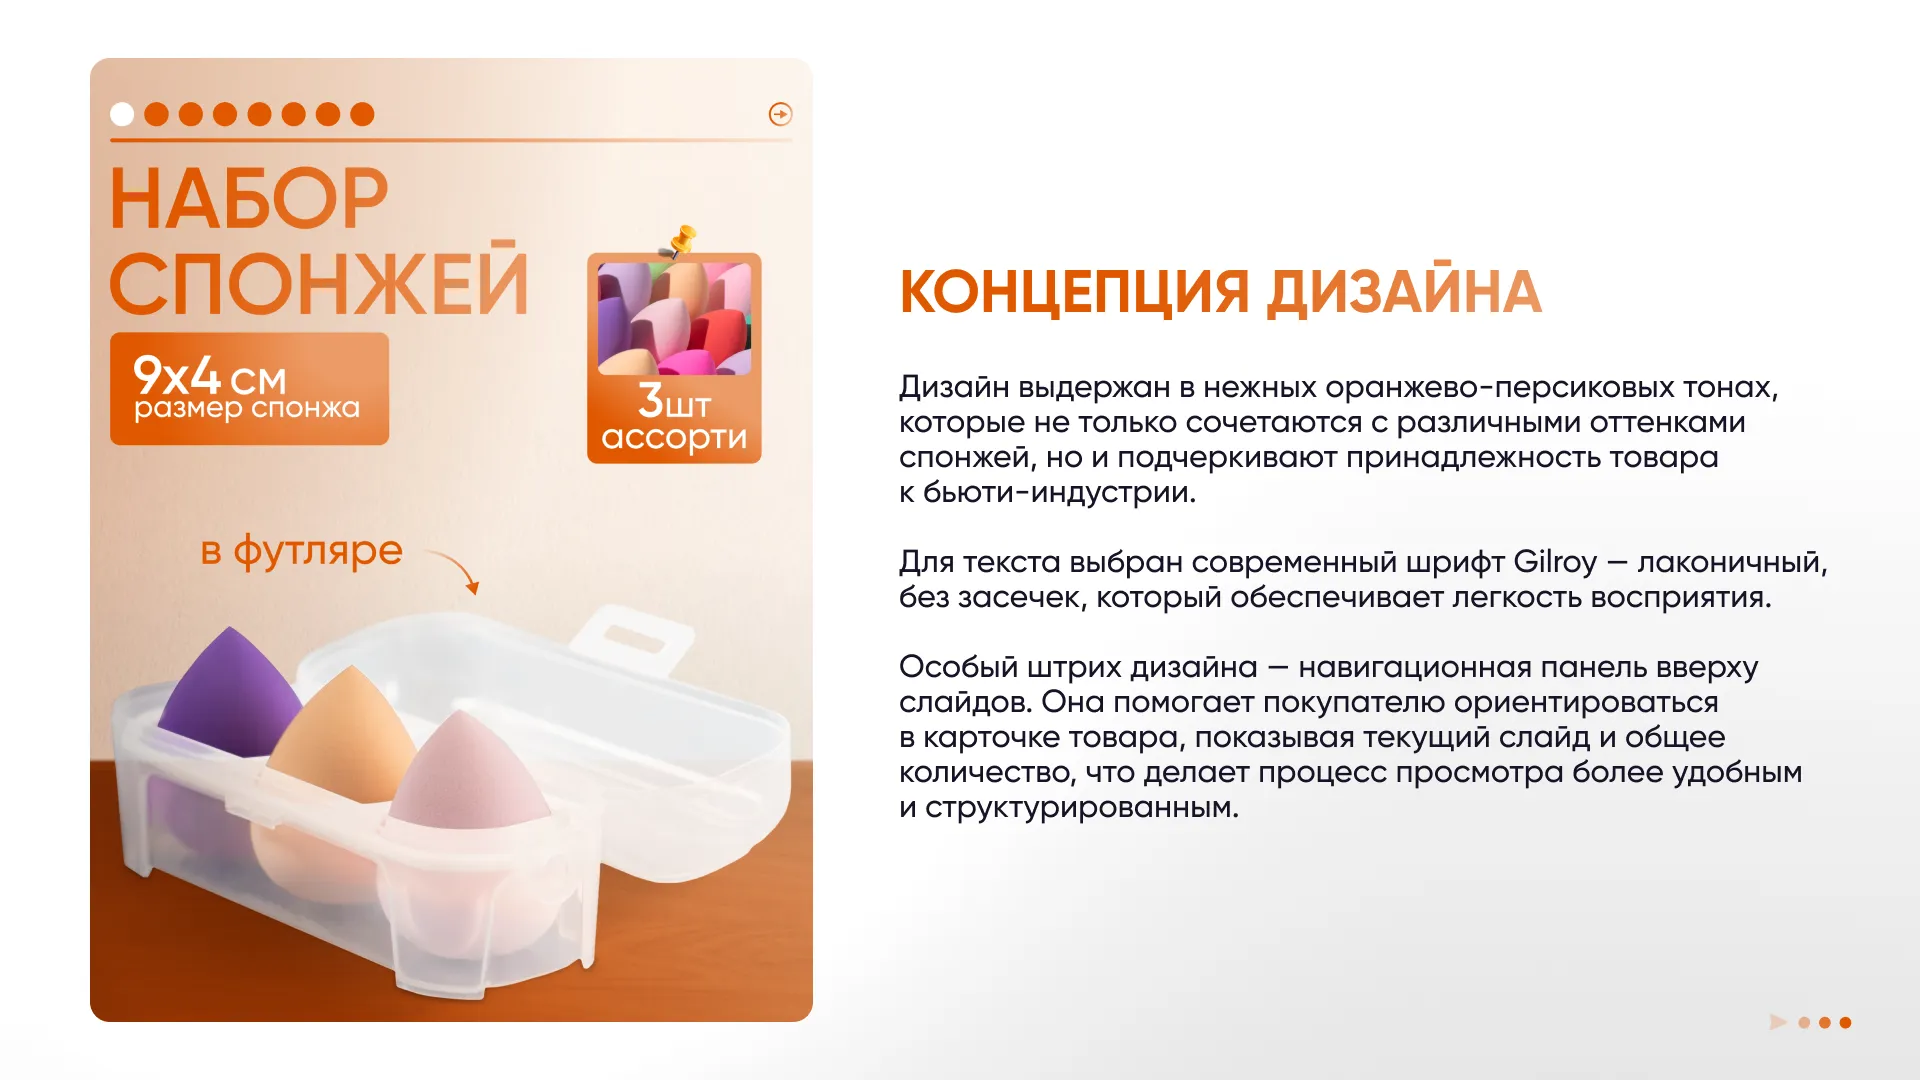 НАБОР
СПОНЖЕЙ
9х4 см
размер спонжа
3шт
ассорти
в футляре
КОНЦЕПЦИЯ ДИЗАЙНА
Дизайн выдержан в нежных оранжево-персиковых тонах,
которые не только сочетаются с различными оттенками
спонжей, но и подчеркивают принадлежность товара
к бьюти-индустрии.
Для текста выбран современный шрифт Gilroy — лаконичный,
без засечек, который обеспечивает легкость восприятия.
Особый штрих дизайна — навигационная панель вверху
слайдов. Она помогает покупателю ориентироваться
в карточке товара, показывая текущий слайд и общее
количество, что делает процесс просмотра более удобным
и структурированным.